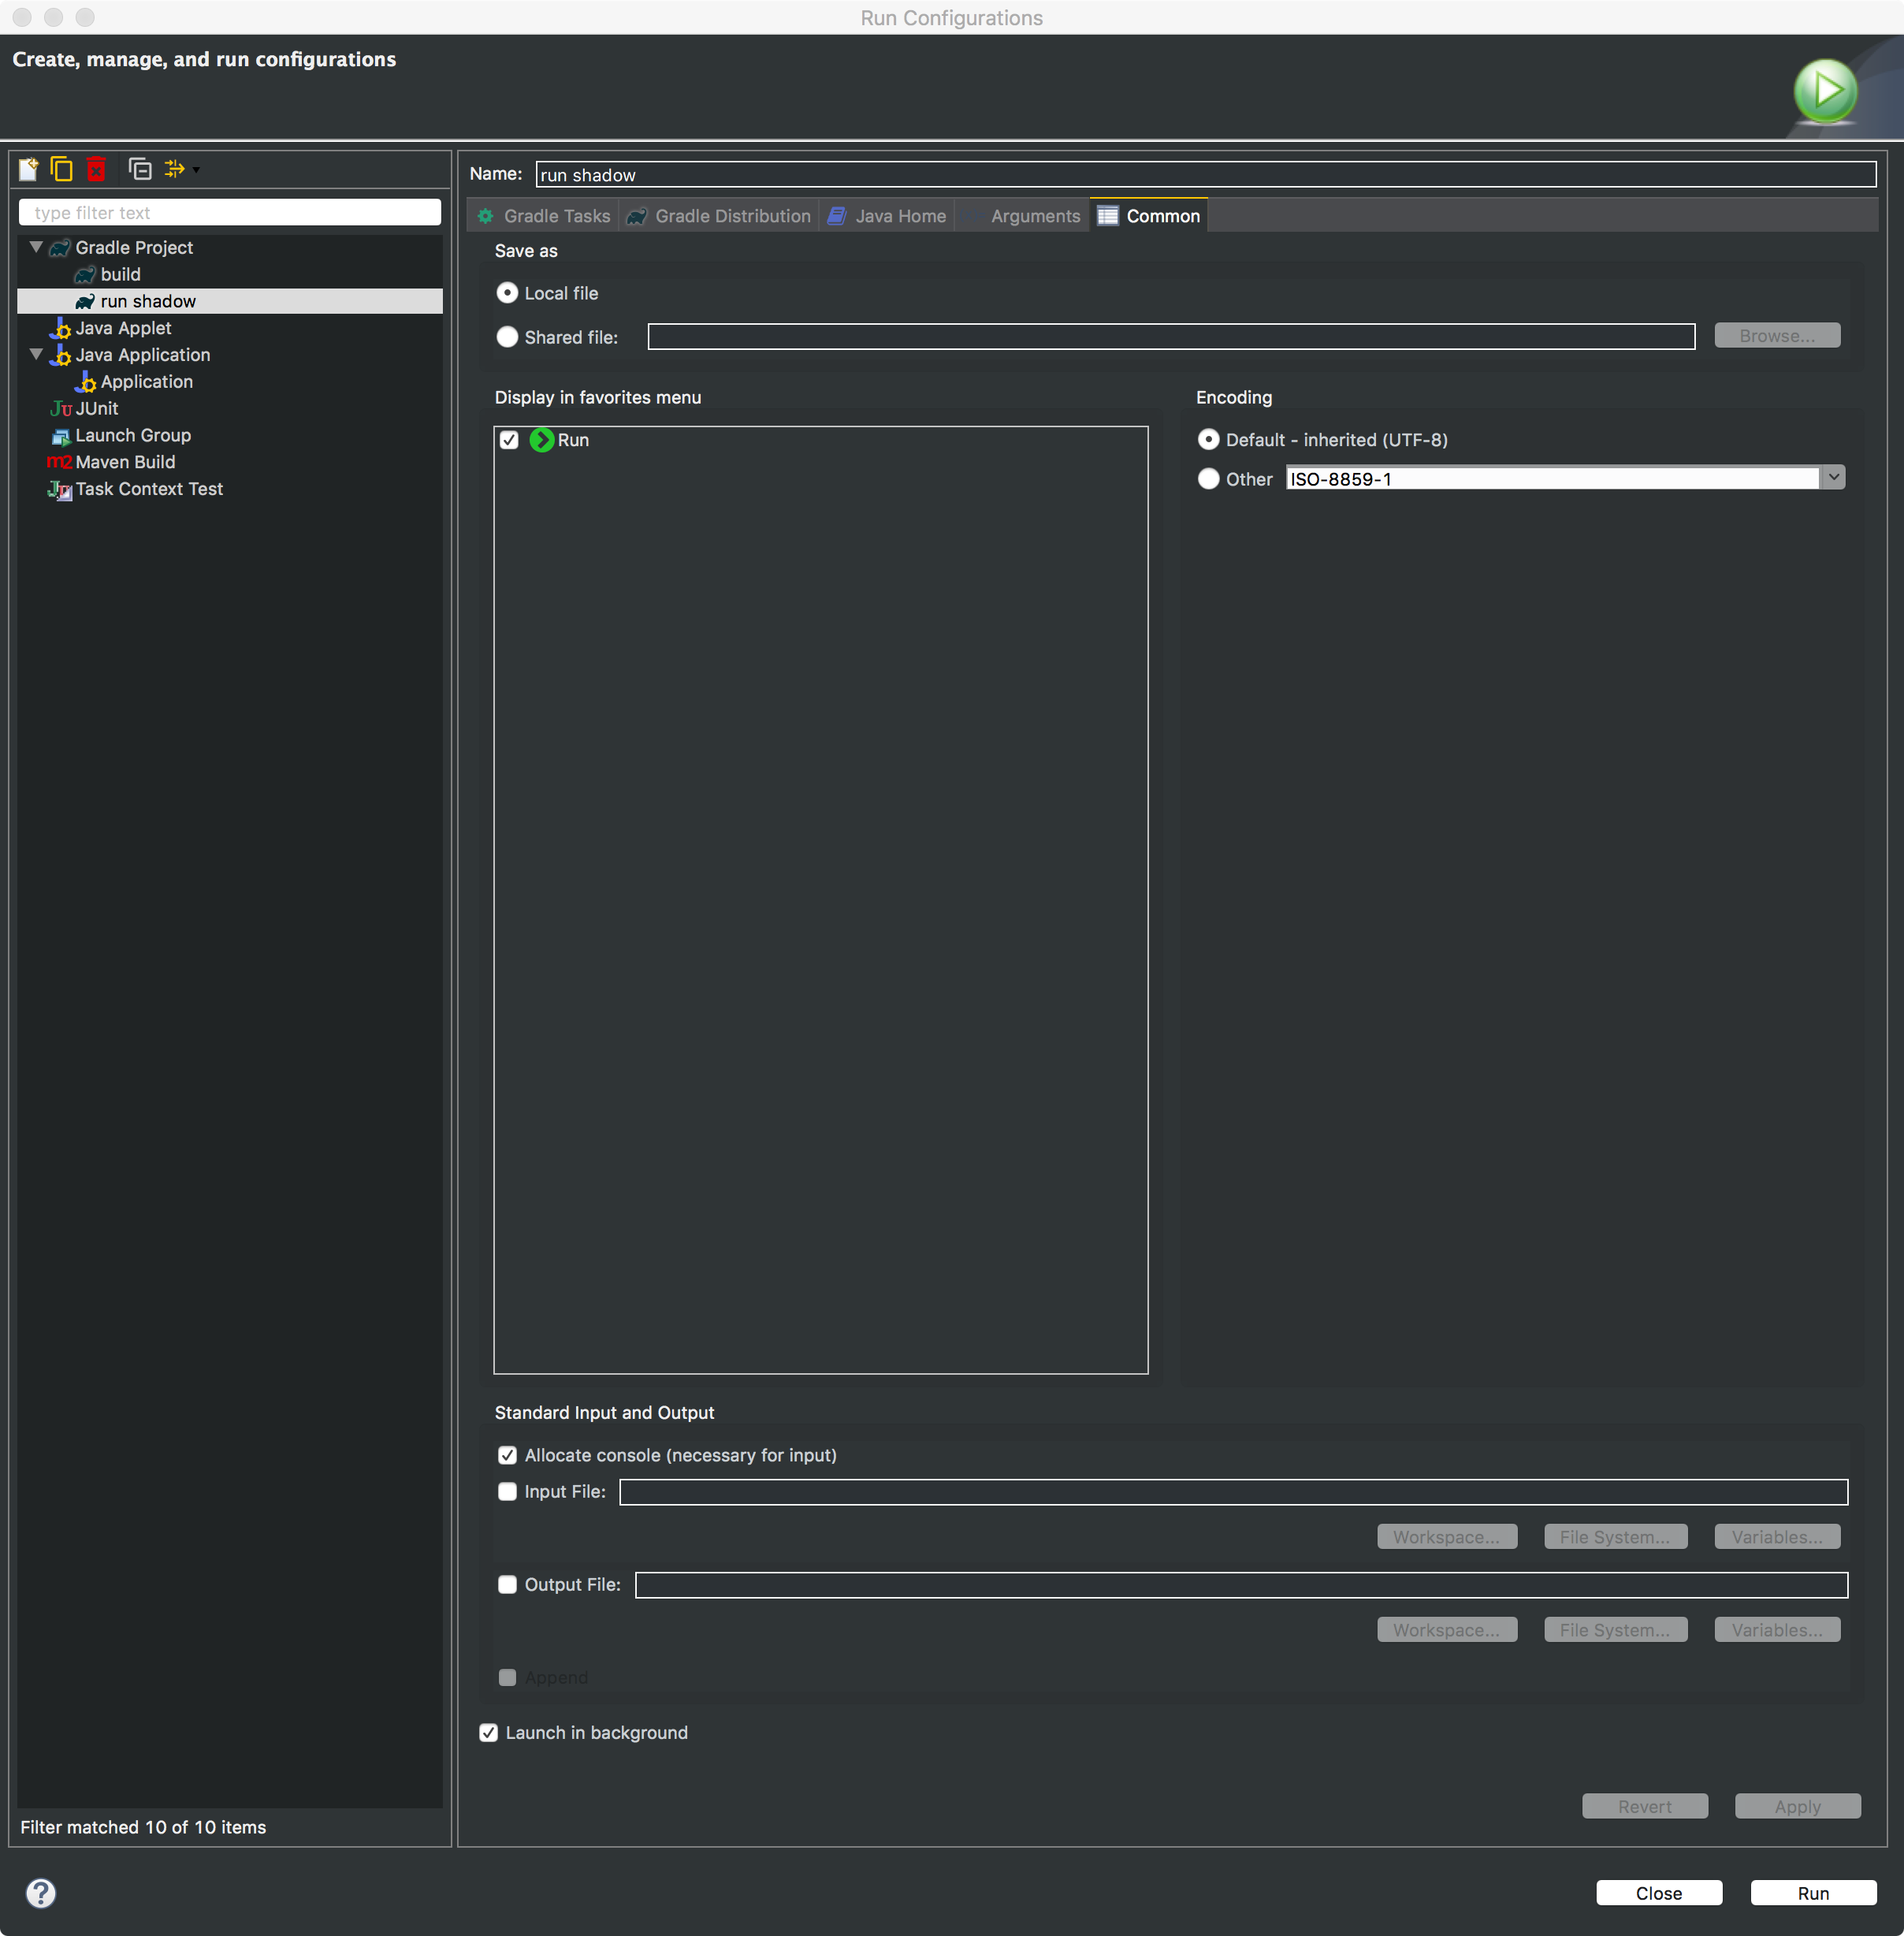 Run Configurations
Create, manage, and run configurations
type filter text
Gradle Project
build
run shadow
Java Applet
Java Application
Application
Ju JUnit
Launch Group
m2 Maven Build
Task Context Test
Filter matched 10 of 10 items
Name: run shadow
Gradle Tasks Gradle Distribution Java Home Arguments Common
Save as
Local file
Shared file: Browse...
Display in favorites menu
Run
Encoding
Default - inherited (UTF-8)
Other ISO-8859-1
Standard Input and Output
Allocate console (necessary for input)
Input File:
Workspace... File System... Variables...
Output File:
Workspace... File System... Variables...
Append
Launch in background
Revert Apply
? Close Run